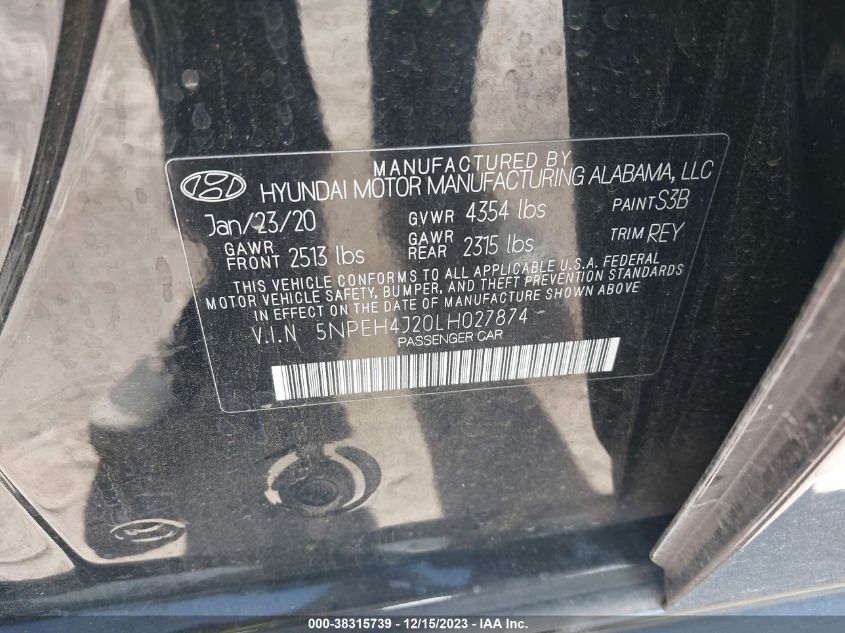 MANUFACTURED BY
HYUNDAI MOTOR MANUFACTURING ALABAMA, LLC
Jan/23/20 GVWR 4354 lbs PAINT S3B
GAWR FRONT 2513 lbs GAWR REAR 2315 lbs TRIM REY
THIS VEHICLE CONFORMS TO ALL APPLICABLE U.S.A. FEDERAL
MOTOR VEHICLE SAFETY, BUMPER, AND THEFT PREVENTION STANDARDS
IN EFFECT ON THE DATE OF MANUFACTURE SHOWN ABOVE
V.I.N 5NPEH4J20LH027874
PASSENGER CAR
000-38315739 - 12/15/2023 - IAA Inc.